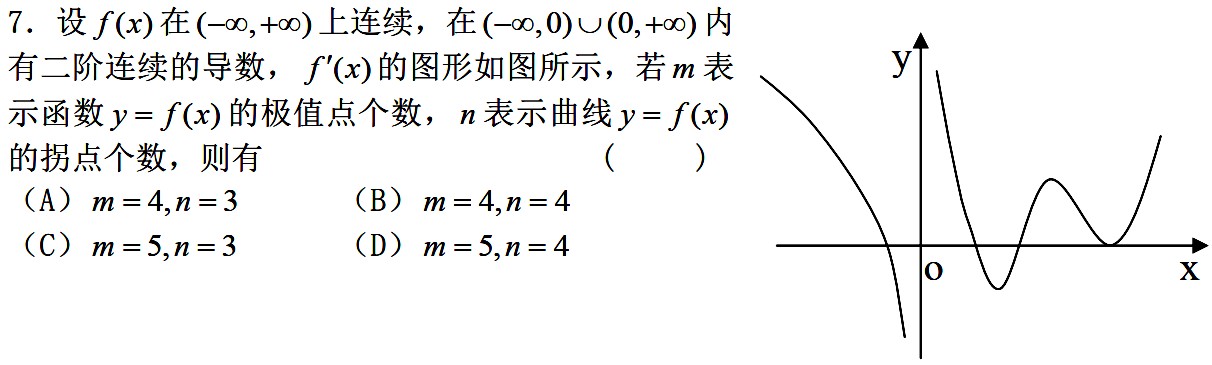 7. 设 f(x) 在 (−∞,+∞) 上连续，在 (−∞,0)∪(0,+∞) 内
有二阶连续的导数， f′(x) 的图形如图所示，若 m 表
示函数 y = f(x) 的极值点个数， n 表示曲线 y = f(x)
的拐点个数，则有 （ ）
（A） m = 4, n = 3 （B） m = 4, n = 4
（C） m = 5, n = 3 （D） m = 5, n = 4
y
o
x